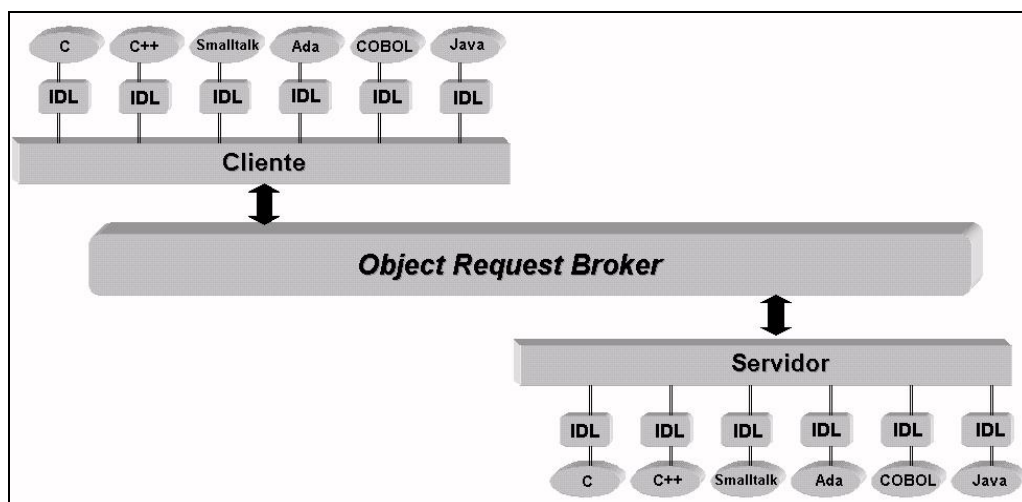 C C++ Smalltalk Ada COBOL Java
IDL IDL IDL IDL IDL IDL
Cliente
Object Request Broker
Servidor
IDL IDL IDL IDL IDL IDL
C C++ Smalltalk Ada COBOL Java